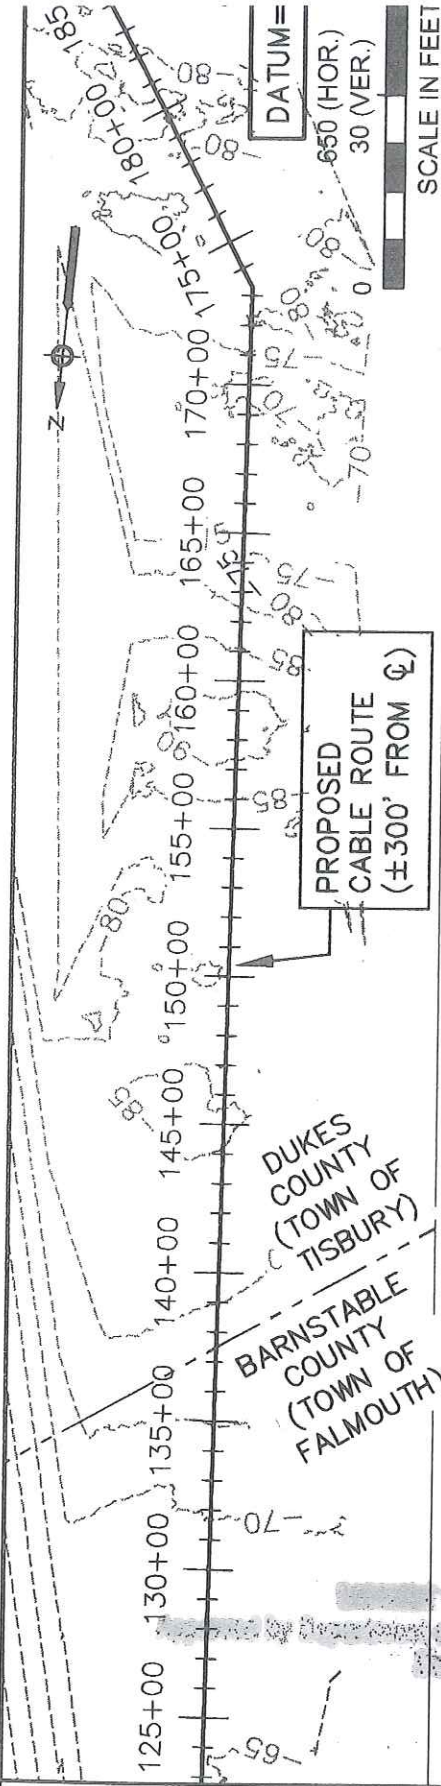 185
180+00
175+00
170+00
165+00
160+00
155+00
150+00
145+00
140+00
135+00
130+00
125+00
N
80
80
80
80
75
70
70
75
75
80
85
85
80
85
70
65
DATUM=
650 (HOR.)
30 (VER.)
0
SCALE IN FEET
PROPOSED
CABLE ROUTE
(±300' FROM ℄)
DUKES
COUNTY
(TOWN OF
TISBURY)
BARNSTABLE
COUNTY
(TOWN OF
FALMOUTH)